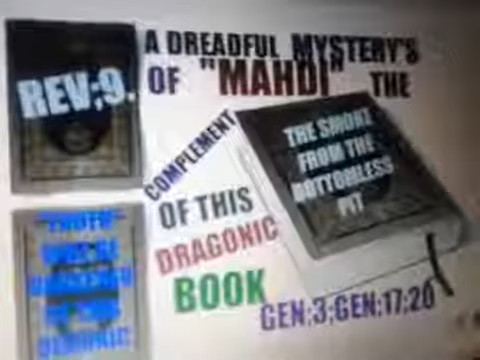 A DREADFUL MYSTERY'S
OF "MAHDI" THE
REV;9.
COMPLEMENT
THE SMOKE
FROM THE
BOTTOMLESS
PIT
OF THIS
DRAGONIC
BOOK
GEN;3;GEN;17:20
"TRUTH"